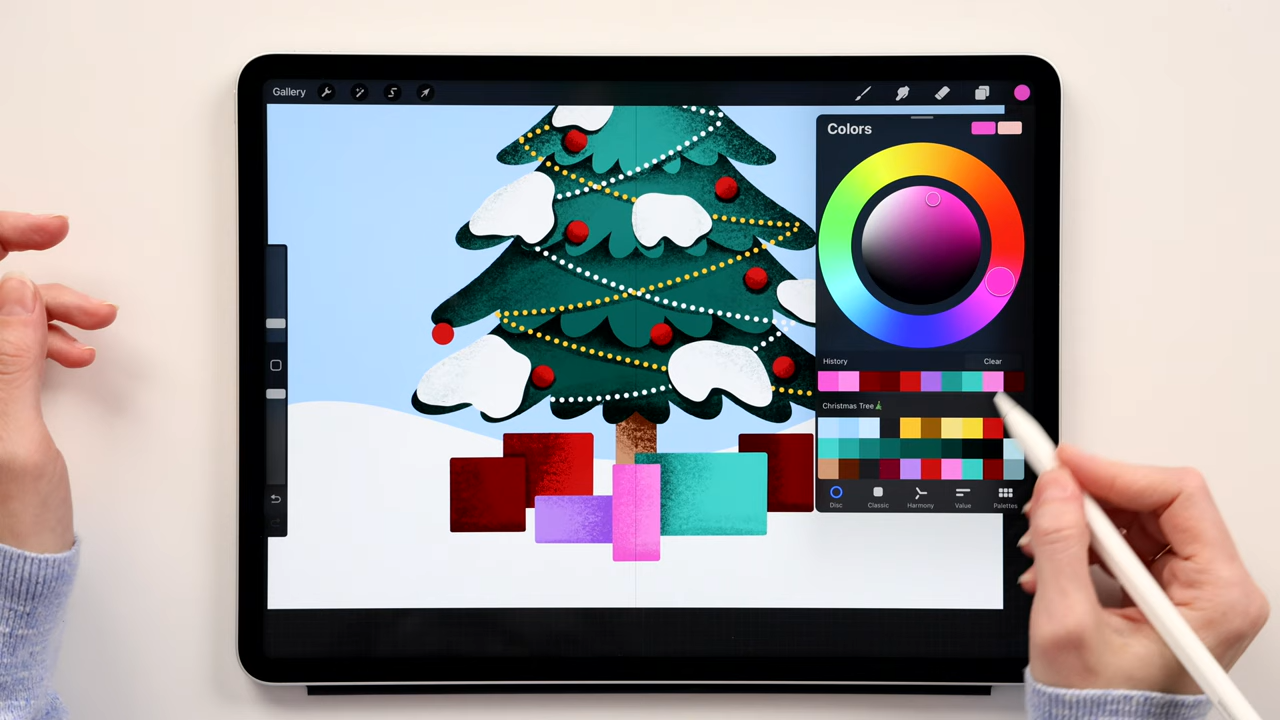 Gallery
Colors
History Clear
Christmas Tree🎄
Disc Classic Harmony Value Palettes